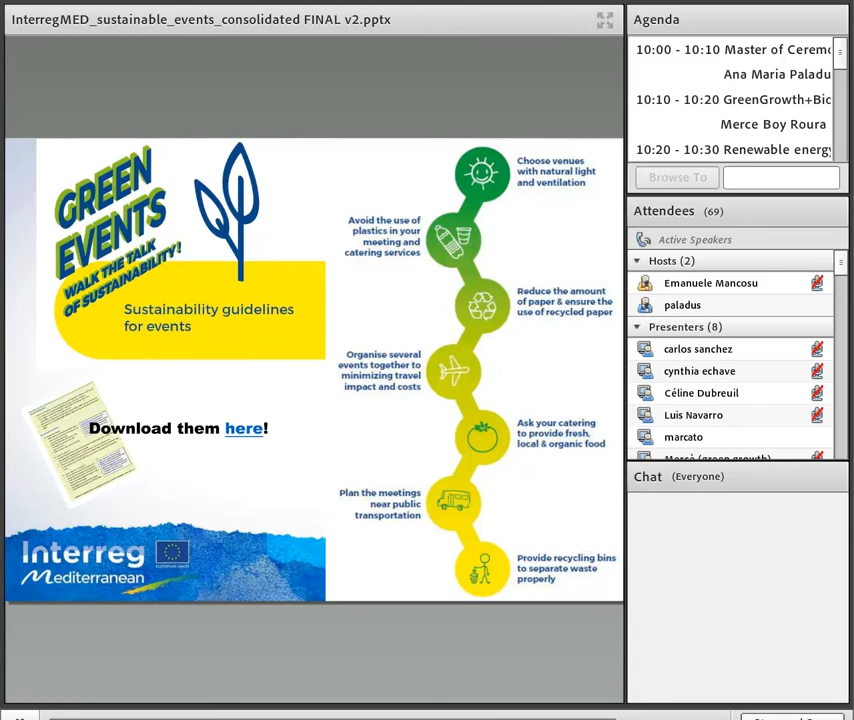 InterregMED_sustainable_events_consolidated FINAL v2.pptx
GREEN
EVENTS
WALK THE TALK
OF SUSTAINABILITY!
Sustainability guidelines
for events
Download them here!
Interreg
Mediterranean
EUROPEAN UNION
Choose venues
with natural light
and ventilation
Avoid the use of
plastics in your
meeting and
catering services
Reduce the amount
of paper & ensure the
use of recycled paper
Organise several
events together to
minimizing travel
impact and costs
Ask your catering
to provide fresh,
local & organic food
Plan the meetings
near public
transportation
Provide recycling bins
to separate waste
properly
Agenda
10:00 - 10:10 Master of Ceremo
Ana Maria Paladu
10:10 - 10:20 GreenGrowth+Bio
Merce Boy Roura
10:20 - 10:30 Renewable energy
Browse To
Attendees (69)
Active Speakers
Hosts (2)
Emanuele Mancosu
paladus
Presenters (8)
carlos sanchez
cynthia echave
Céline Dubreuil
Luis Navarro
marcato
Mercè (green growth)
Chat (Everyone)